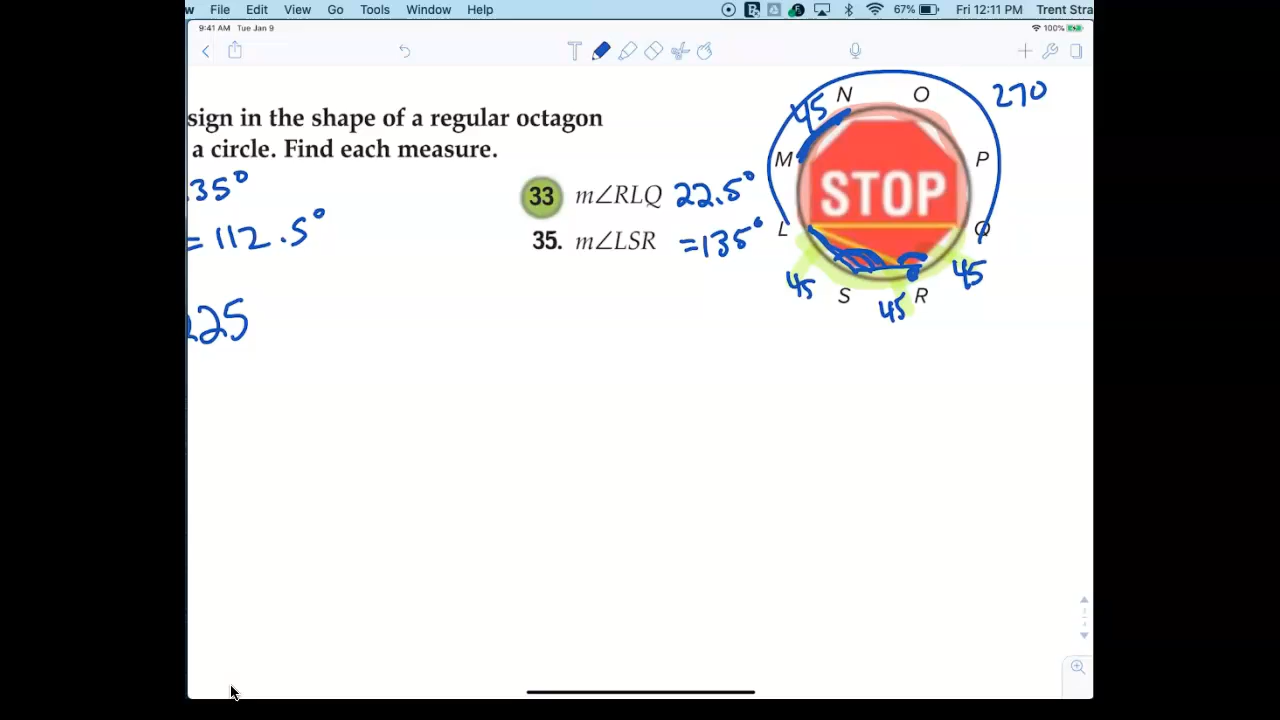 w File Edit View Go Tools Window Help 67% Fri 12:11 PM Trent Stra
9:41 AM Tue Jan 9 100%
sign in the shape of a regular octagon
a circle. Find each measure.
35°
33 m∠RLQ 22.5°
= 112.5°
35. m∠LSR =135°
225
45 N O 270
M P
STOP
L Q
45 S 45 R 45